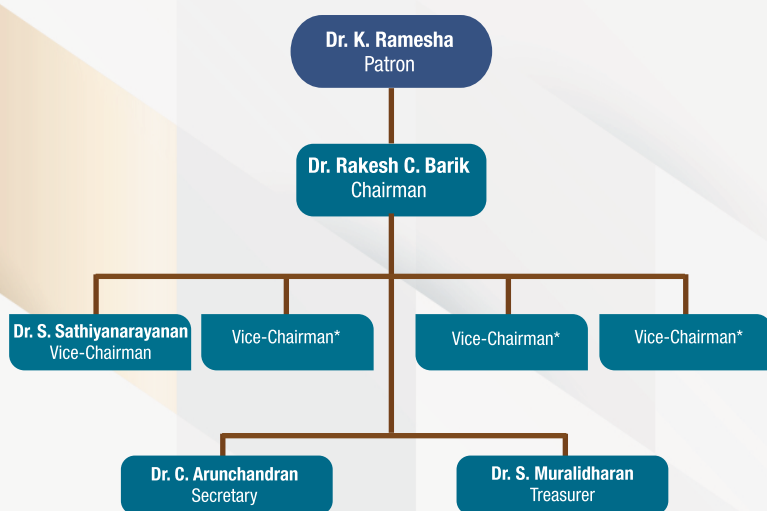 Dr. K. Ramesha
Patron
Dr. Rakesh C. Barik
Chairman
Dr. S. Sathiyanarayanan
Vice-Chairman
Vice-Chairman*
Vice-Chairman*
Vice-Chairman*
Dr. C. Arunchandran
Secretary
Dr. S. Muralidharan
Treasurer